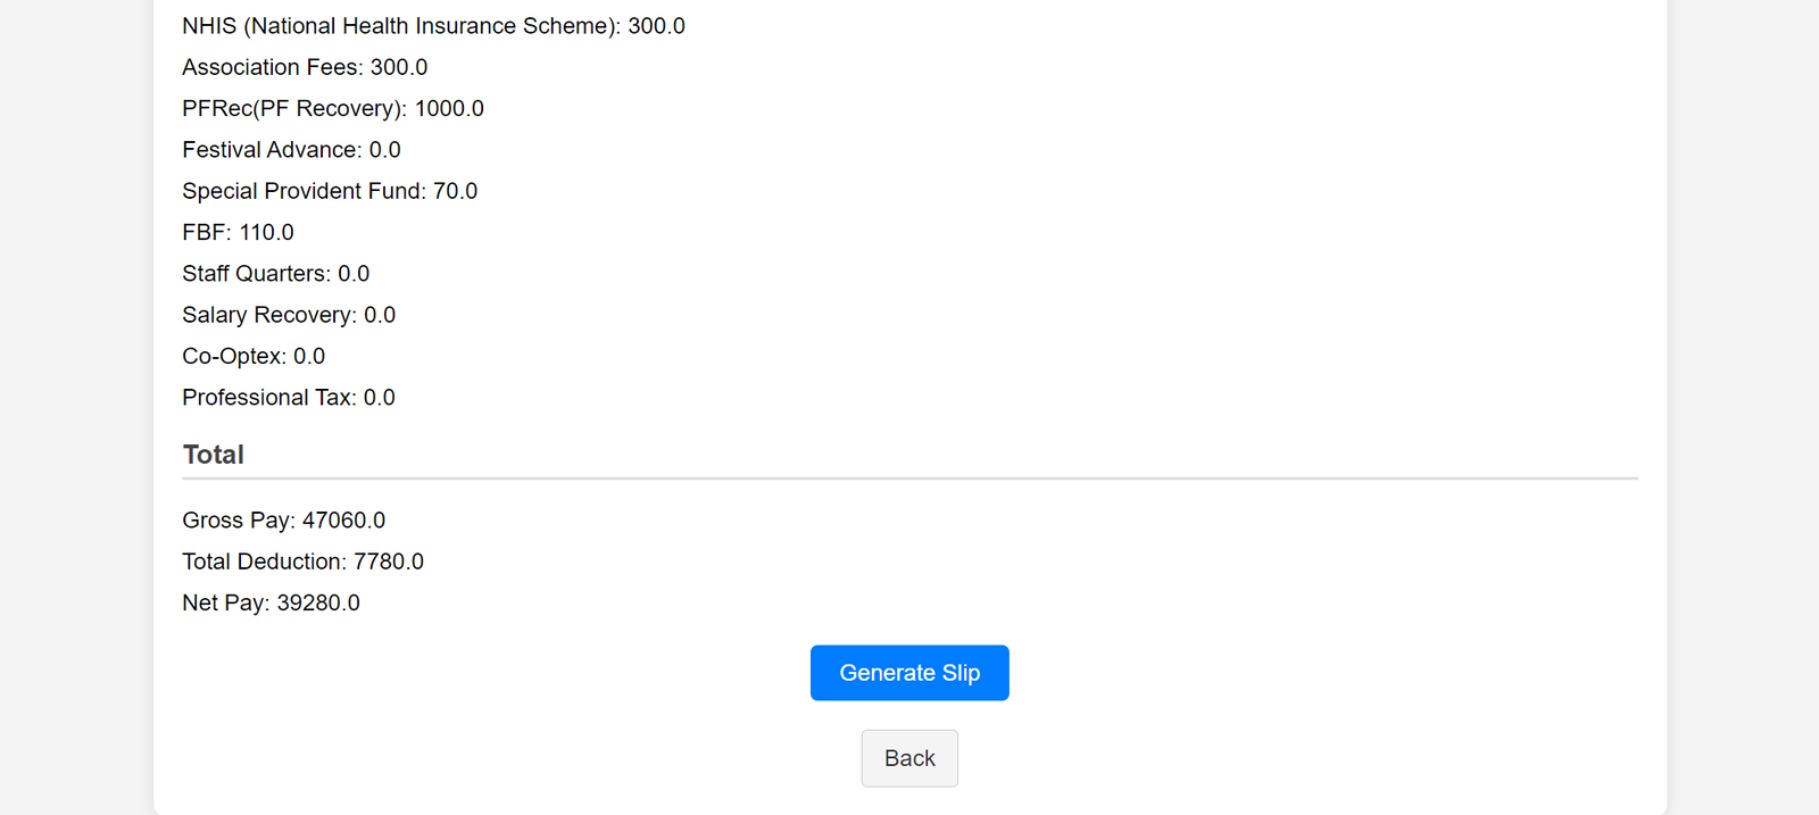 NHIS (National Health Insurance Scheme): 300.0
Association Fees: 300.0
PFRec(PF Recovery): 1000.0
Festival Advance: 0.0
Special Provident Fund: 70.0
FBF: 110.0
Staff Quarters: 0.0
Salary Recovery: 0.0
Co-Optex: 0.0
Professional Tax: 0.0
Total
Gross Pay: 47060.0
Total Deduction: 7780.0
Net Pay: 39280.0
Generate Slip
Back